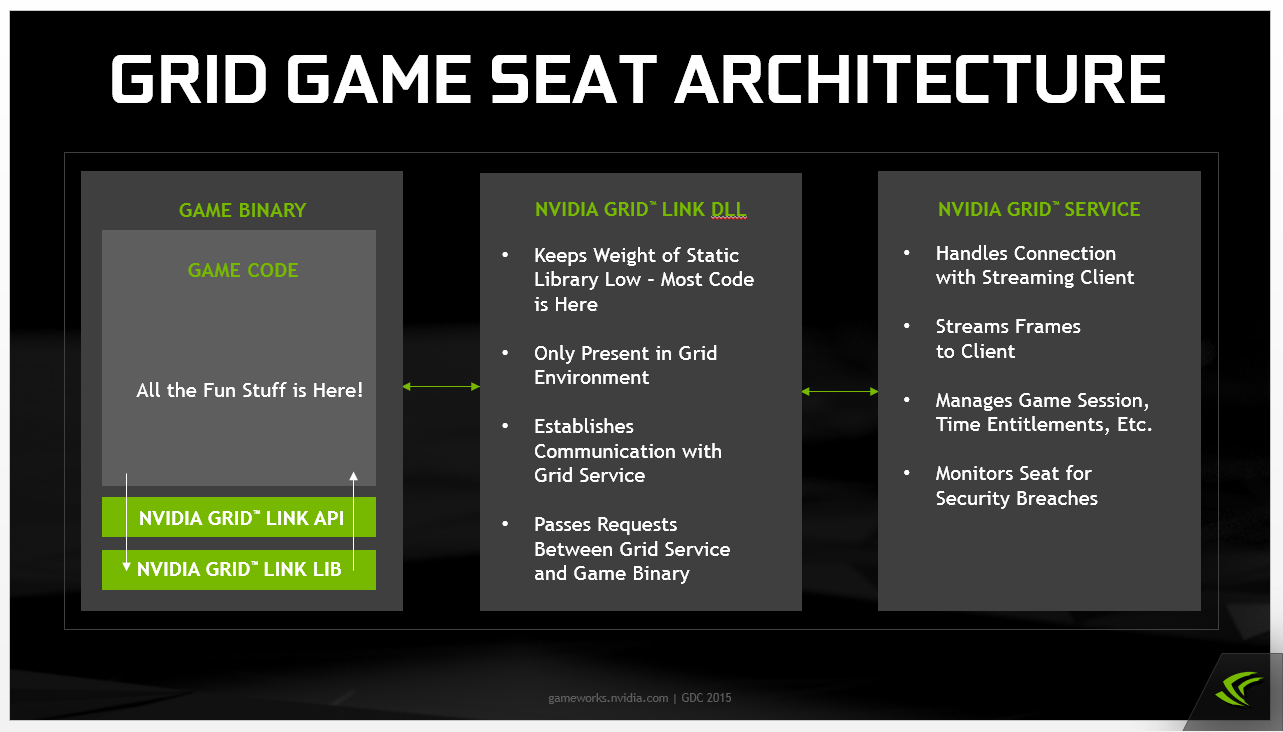 GRID GAME SEAT ARCHITECTURE
GAME BINARY
GAME CODE
All the Fun Stuff is Here!
NVIDIA GRID™ LINK API
NVIDIA GRID™ LINK LIB
NVIDIA GRID™ LINK DLL
• Keeps Weight of Static
Library Low – Most Code
is Here
• Only Present in Grid
Environment
• Establishes
Communication with
Grid Service
• Passes Requests
Between Grid Service
and Game Binary
NVIDIA GRID™ SERVICE
• Handles Connection
with Streaming Client
• Streams Frames
to Client
• Manages Game Session,
Time Entitlements, Etc.
• Monitors Seat for
Security Breaches
gameworks.nvidia.com | GDC 2015